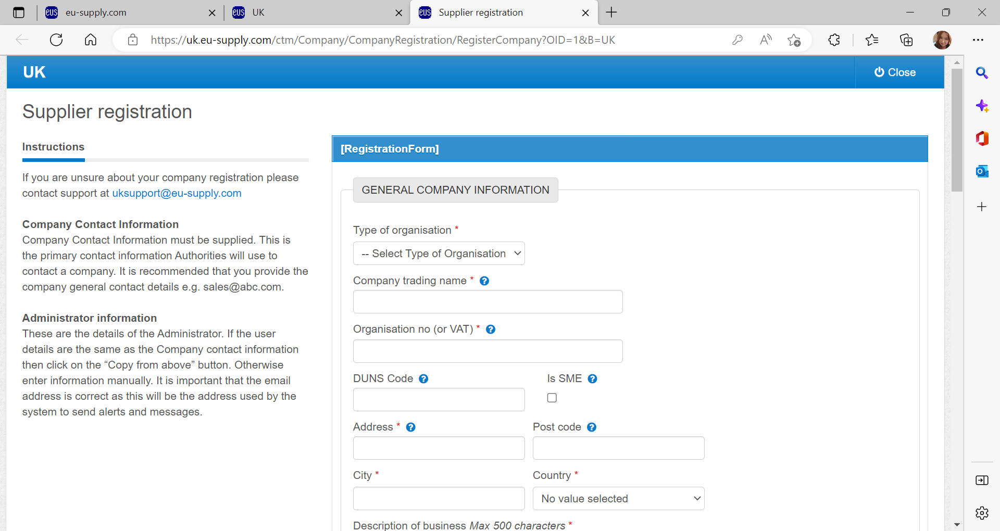 eu-supply.com
UK
Supplier registration
https://uk.eu-supply.com/ctm/Company/CompanyRegistration/RegisterCompany?OID=1&B=UK
UK
Close
Supplier registration
Instructions
If you are unsure about your company registration please
contact support at uksupport@eu-supply.com
Company Contact Information
Company Contact Information must be supplied. This is
the primary contact information Authorities will use to
contact a company. It is recommended that you provide the
company general contact details e.g. sales@abc.com.
Administrator information
These are the details of the Administrator. If the user
details are the same as the Company contact information
then click on the “Copy from above” button. Otherwise
enter information manually. It is important that the email
address is correct as this will be the address used by the
system to send alerts and messages.
[RegistrationForm]
GENERAL COMPANY INFORMATION
Type of organisation *
-- Select Type of Organisation
Company trading name *
Organisation no (or VAT) *
DUNS Code
Is SME
Address *
Post code
City *
Country *
No value selected
Description of business Max 500 characters *